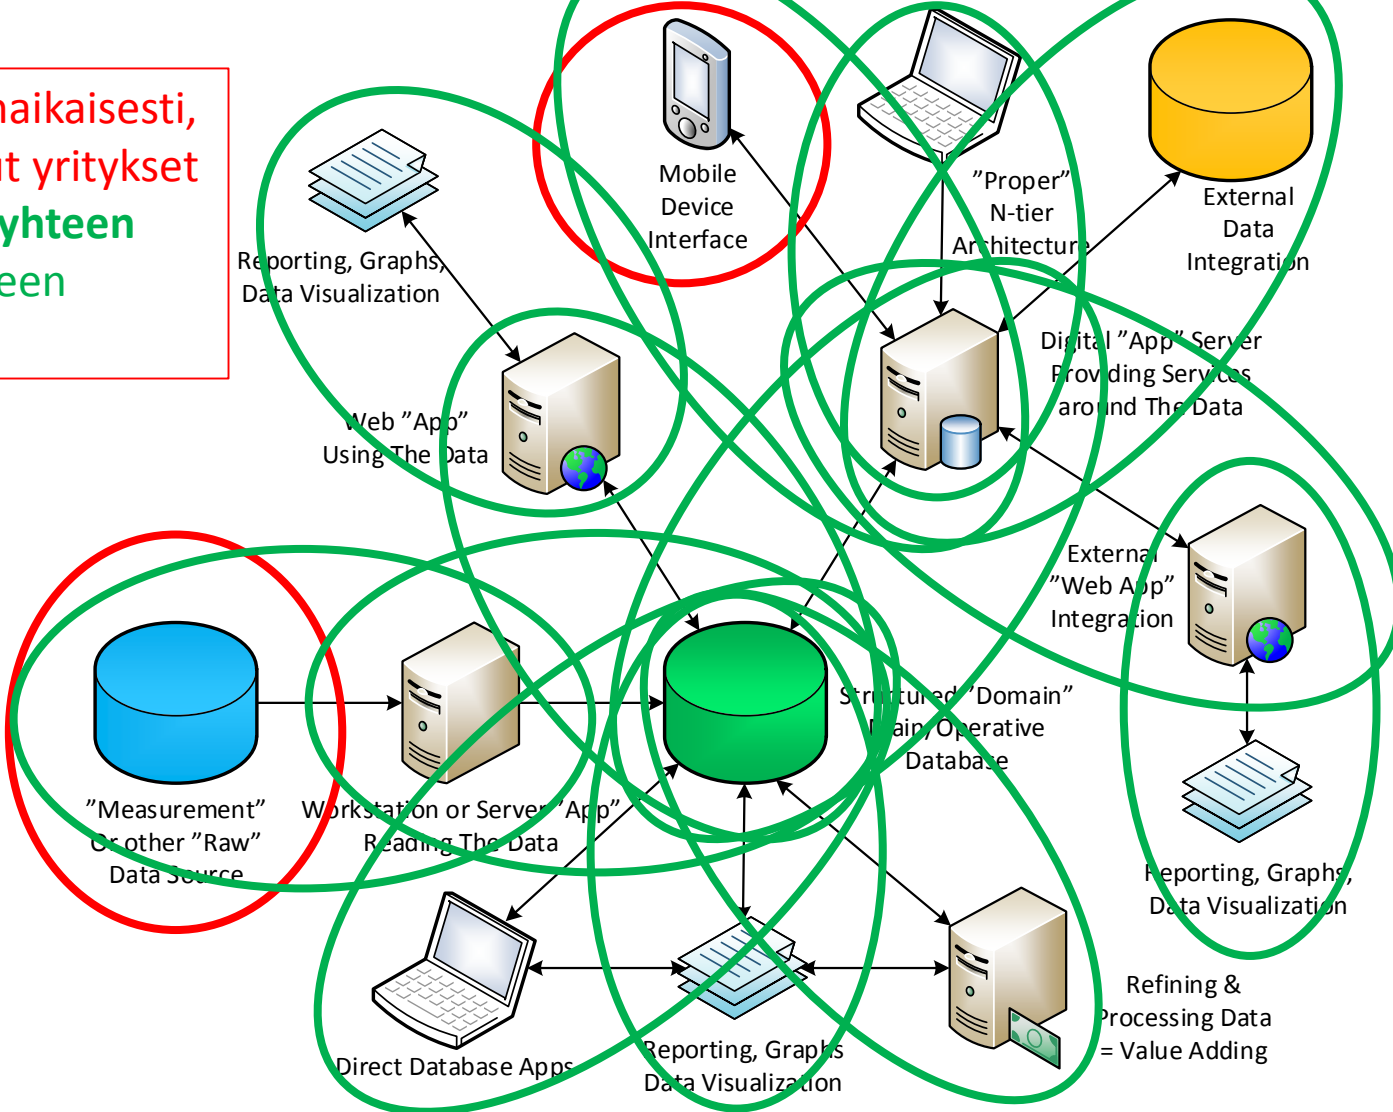 naikaisesti,
ut yritykset
yhteen
een
Mobile
Device
Interface
”Proper”
N-tier
Architecture
External
Data
Integration
Reporting, Graphs,
Data Visualization
Digital ”App” Server
Providing Services
around The Data
Web ”App”
Using The Data
External
”Web App”
Integration
Structured ”Domain”
Main/Operative
Database
”Measurement”
Or other ”Raw”
Data Source
Workstation or Server ”App”
Reading The Data
Reporting, Graphs,
Data Visualization
Direct Database Apps
Reporting, Graphs
Data Visualization
Refining &
Processing Data
= Value Adding